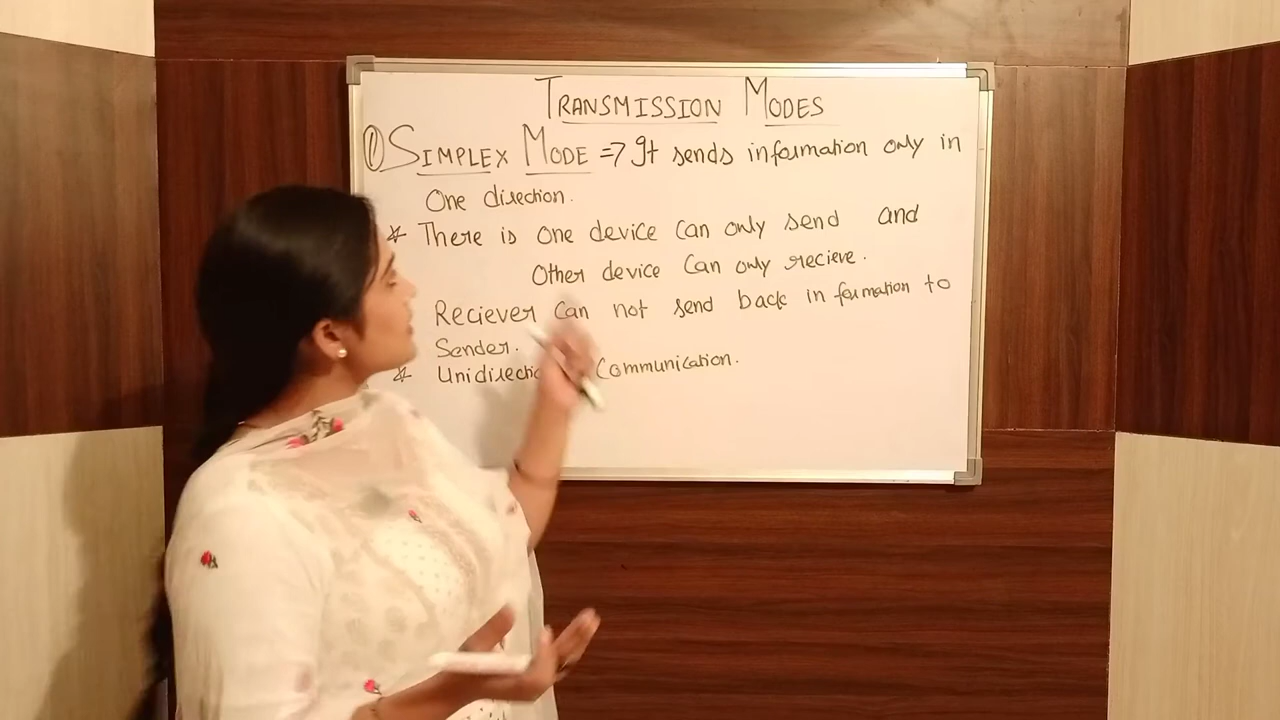 TRANSMISSION MODES
① SIMPLEX MODE => It sends information only in
One direction.
* There is one device can only send and
Other device can only recieve.
Reciever can not send back information to
Sender.
* Unidirectio Communication.